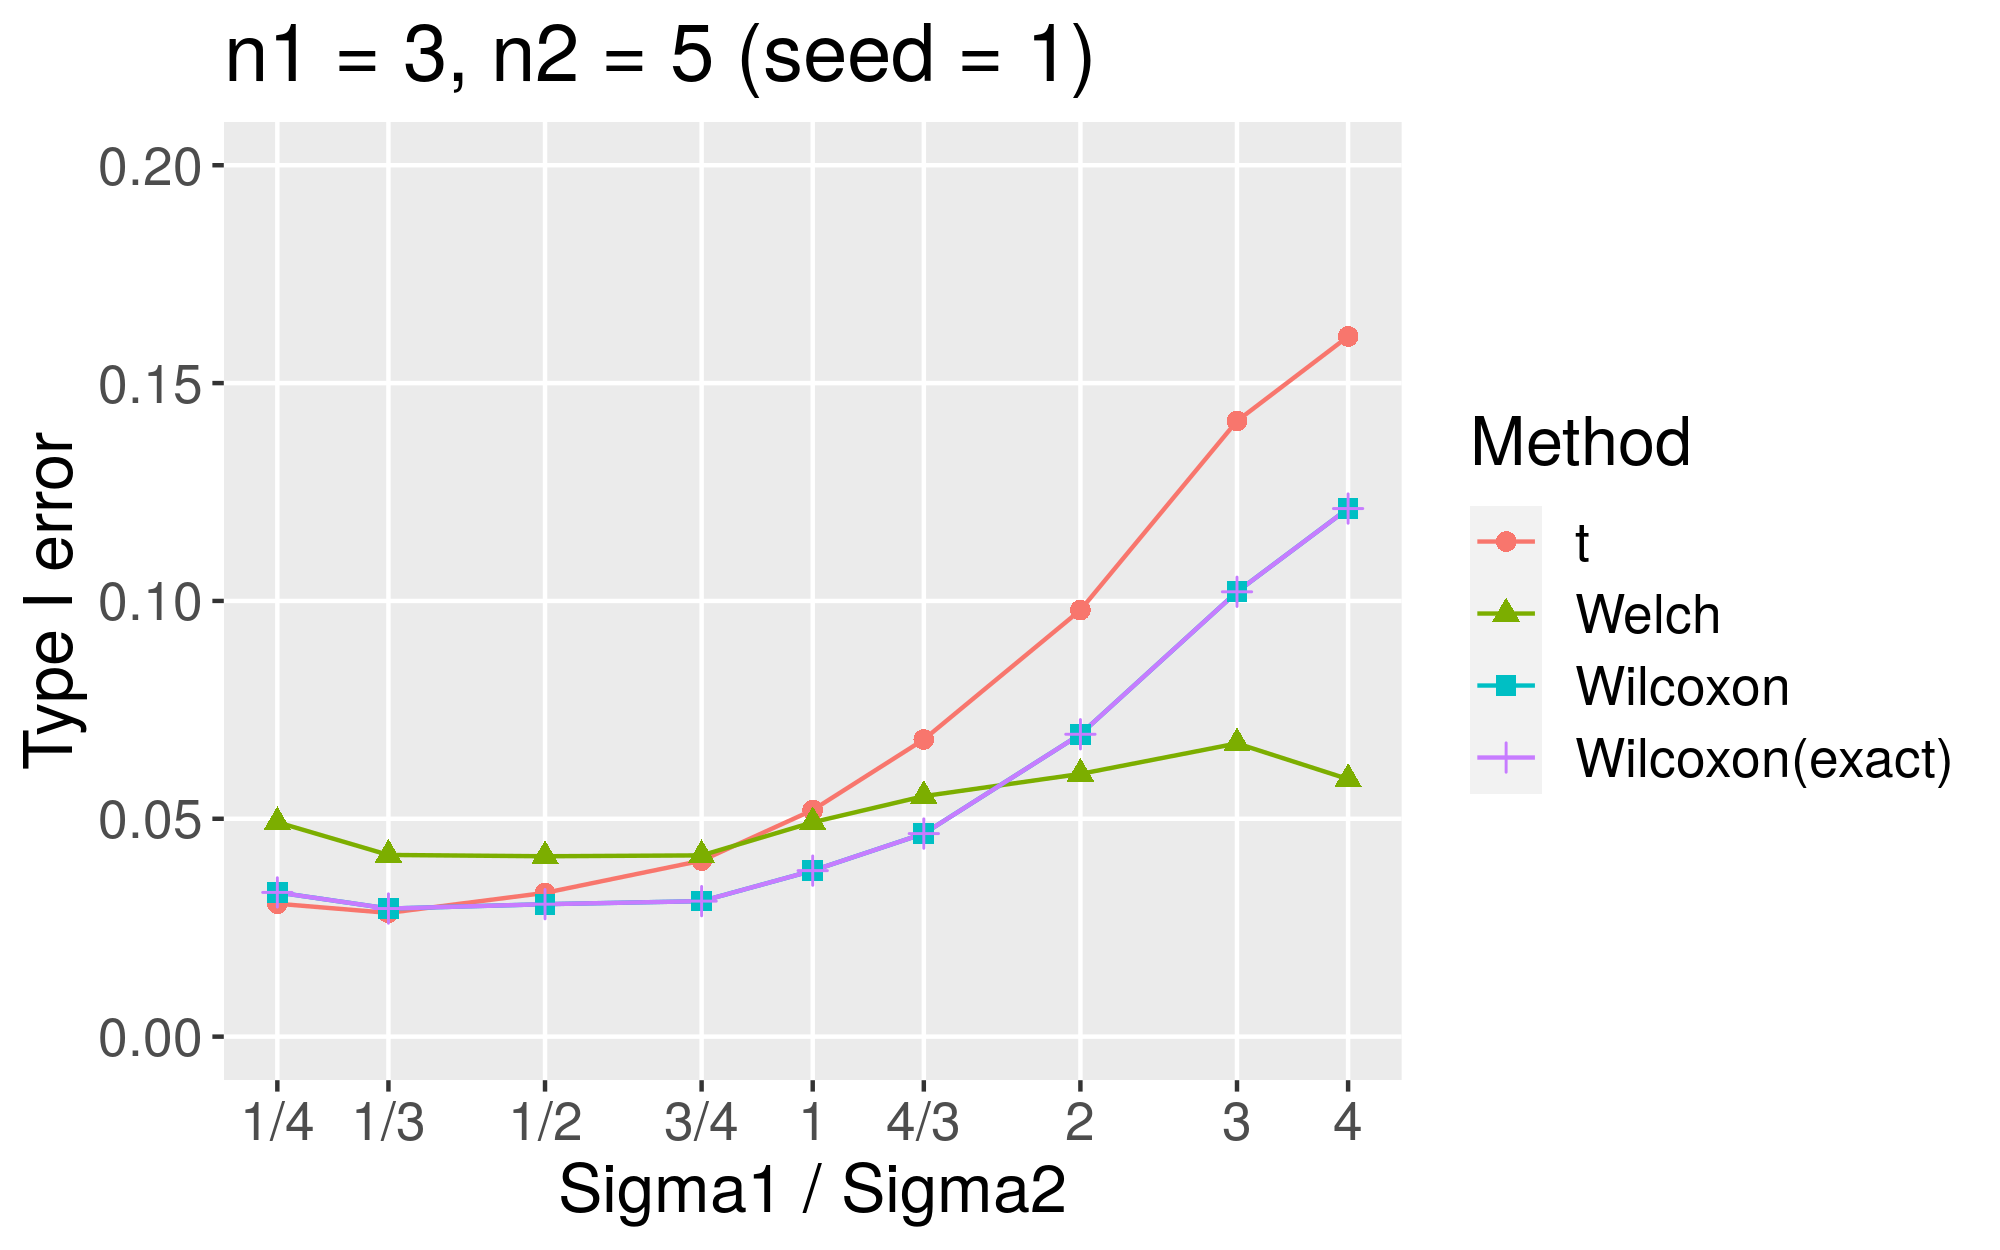 n1 = 3, n2 = 5 (seed = 1)
0.20
0.15
0.10
0.05
0.00
Type I error
1/4 1/3 1/2 3/4 1 4/3 2 3 4
Sigma1 / Sigma2
Method
t
Welch
Wilcoxon
Wilcoxon(exact)